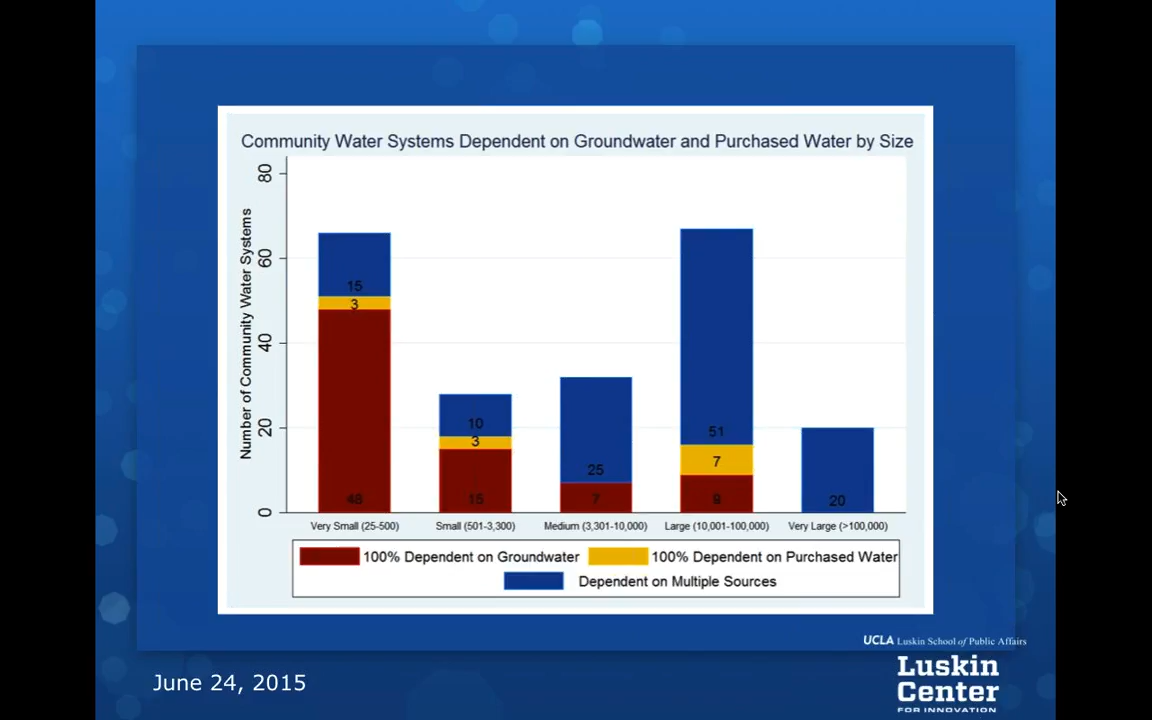 Community Water Systems Dependent on Groundwater and Purchased Water by Size
Number of Community Water Systems
80
60
40
20
0
15
3
48
10
3
15
25
7
51
7
9
20
Very Small (25-500) Small (501-3,300) Medium (3,301-10,000) Large (10,001-100,000) Very Large (>100,000)
100% Dependent on Groundwater 100% Dependent on Purchased Water
Dependent on Multiple Sources
UCLA Luskin School of Public Affairs
Luskin
Center
FOR INNOVATION
June 24, 2015